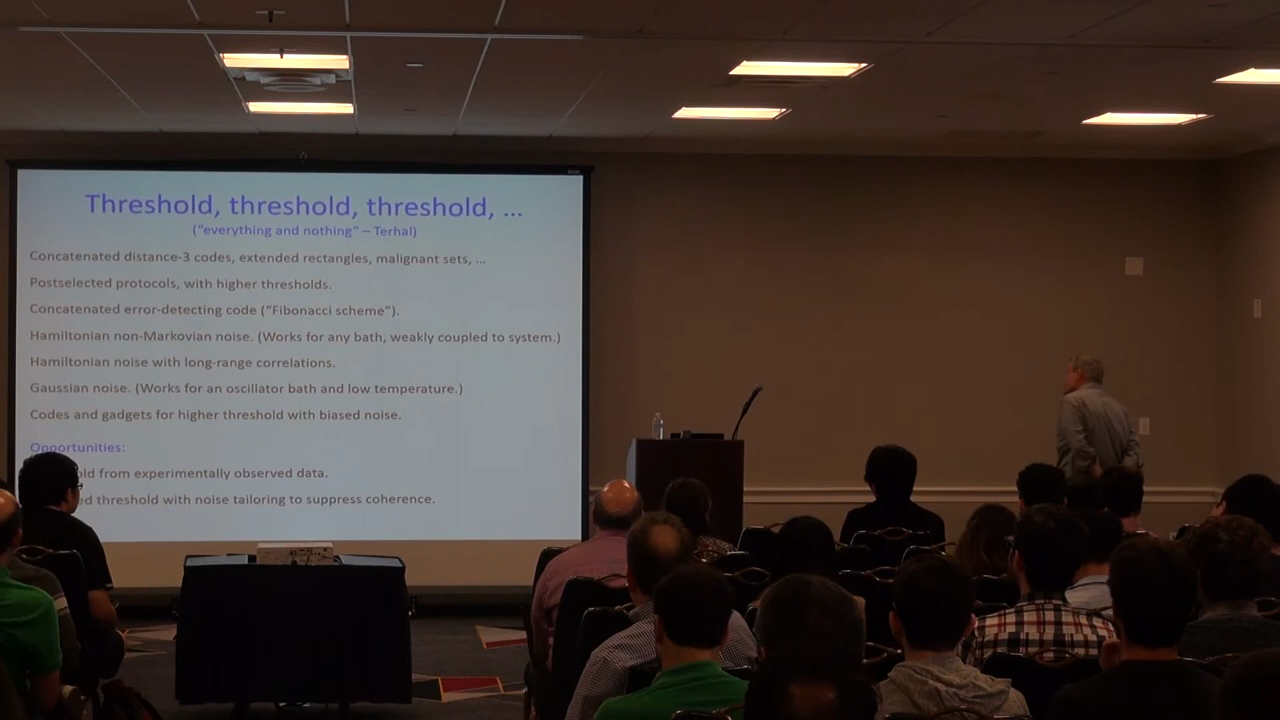 Threshold, threshold, threshold, ...
("everything and nothing" – Terhal)
Concatenated distance-3 codes, extended rectangles, malignant sets, ...
Postselected protocols, with higher thresholds.
Concatenated error-detecting code ("Fibonacci scheme").
Hamiltonian non-Markovian noise. (Works for any bath, weakly coupled to system.)
Hamiltonian noise with long-range correlations.
Gaussian noise. (Works for an oscillator bath and low temperature.)
Codes and gadgets for higher threshold with biased noise.
Opportunities:
from experimentally observed data.
threshold with noise tailoring to suppress coherence.